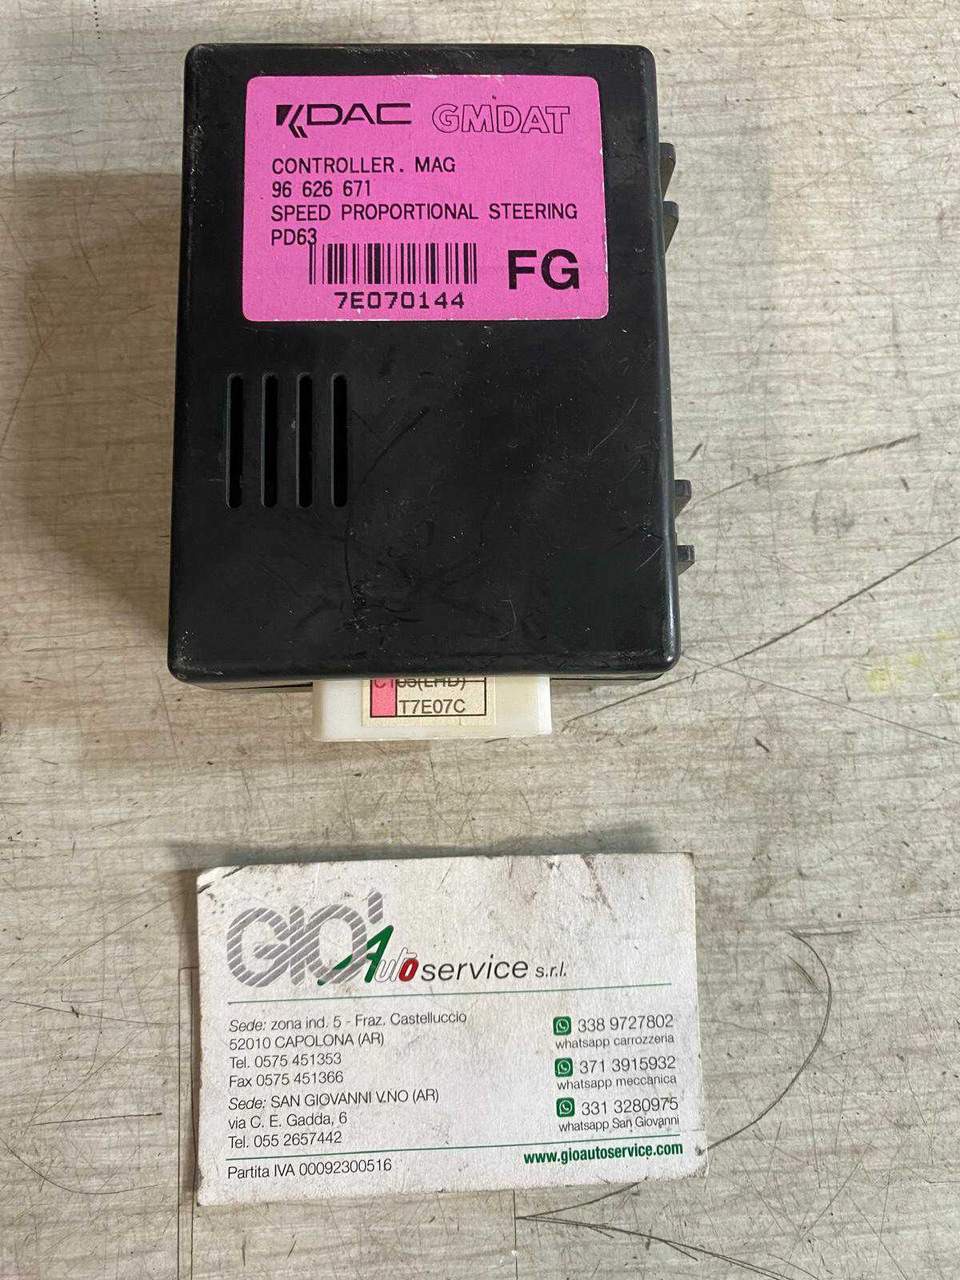 KDAC GMDAT
CONTROLLER. MAG
96 626 671
SPEED PROPORTIONAL STEERING
PD63
FG
7E070144
C105(LHD)
T7E07C
GIO' Auto service s.r.l.
Sede: zona ind. 5 - Fraz. Castelluccio
52010 CAPOLONA (AR)
Tel. 0575 451353
Fax 0575 451366
Sede: SAN GIOVANNI V.NO (AR)
via C. E. Gadda, 6
Tel. 055 2657442
338 9727802
whatsapp carrozzeria
371 3915932
whatsapp meccanica
331 3280975
whatsapp San Giovanni
www.gioautoservice.com
Partita IVA 00092300516